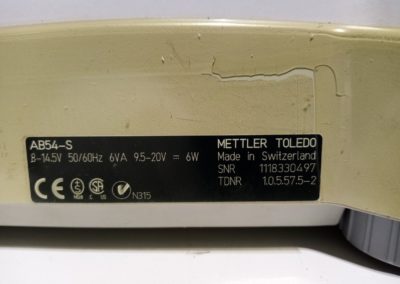 AB54-S
8-14.5V 50/60Hz 6VA 9.5-20V = 6W
METTLER TOLEDO
Made in Switzerland
SNR 1118330497
TDNR 1.0.5.57.5-2
CE
N315